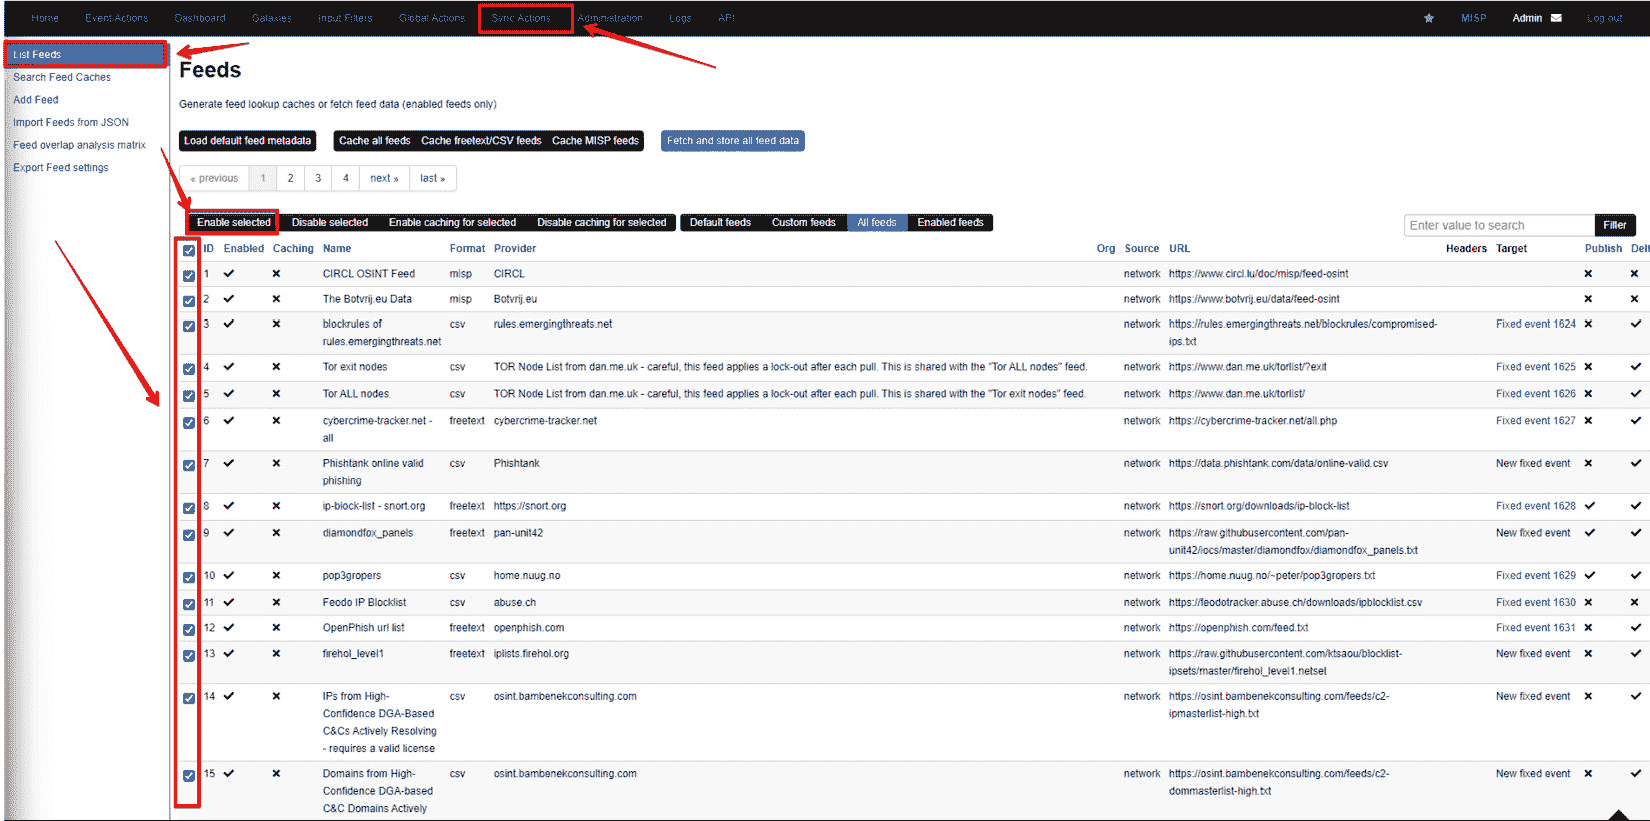 Home Event Actions Dashboard Galaxies Input Filters Global Actions Sync Actions Administration Logs API MISP Admin Log out
List Feeds
Search Feed Caches
Add Feed
Import Feeds from JSON
Feed overlap analysis matrix
Export Feed settings
Feeds
Generate feed lookup caches or fetch feed data (enabled feeds only)
Load default feed metadata Cache all feeds Cache freetext/CSV feeds Cache MISP feeds Fetch and store all feed data
« previous 1 2 3 4 next » last »
Enable selected Disable selected Enable caching for selected Disable caching for selected Default feeds Custom feeds All feeds Enabled feeds Enter value to search Filter
ID Enabled Caching Name Format Provider Org Source URL Headers Target Publish Delt
1 CIRCL OSINT Feed misp CIRCL network https://www.circl.lu/doc/misp/feed-osint
2 The Botvrij.eu Data misp Botvrij.eu network https://www.botvrij.eu/data/feed-osint
3 blockrules of csv rules.emergingthreats.net network https://rules.emergingthreats.net/blockrules/compromised- Fixed event 1624
rules.emergingthreats.net ips.txt
4 Tor exit nodes csv TOR Node List from dan.me.uk - careful, this feed applies a lock-out after each pull. This is shared with the "Tor ALL nodes" feed. network https://www.dan.me.uk/torlist/?exit Fixed event 1625
5 Tor ALL nodes csv TOR Node List from dan.me.uk - careful, this feed applies a lock-out after each pull. This is shared with the "Tor exit nodes" feed. network https://www.dan.me.uk/torlist/ Fixed event 1626
6 cybercrime-tracker.net - freetext cybercrime-tracker.net network https://cybercrime-tracker.net/all.php Fixed event 1627
all
7 Phishtank online valid csv Phishtank network https://data.phishtank.com/data/online-valid.csv New fixed event
phishing
8 ip-block-list - snort.org freetext https://snort.org network https://snort.org/downloads/ip-block-list Fixed event 1628
9 diamondfox_panels freetext pan-unit42 network https://raw.githubusercontent.com/pan- New fixed event
unit42/iocs/master/diamondfox/diamondfox_panels.txt
10 pop3gropers csv home.nuug.no network https://home.nuug.no/~peter/pop3gropers.txt Fixed event 1629
11 Feodo IP Blocklist csv abuse.ch network https://feodotracker.abuse.ch/downloads/ipblocklist.csv Fixed event 1630
12 OpenPhish url list freetext openphish.com network https://openphish.com/feed.txt Fixed event 1631
13 firehol_level1 freetext iplists.firehol.org network https://raw.githubusercontent.com/ktsaou/blocklist- New fixed event
ipsets/master/firehol_level1.netset
14 IPs from High- csv osint.bambenekconsulting.com network https://osint.bambenekconsulting.com/feeds/c2- New fixed event
Confidence DGA-Based ipmasterlist-high.txt
C&Cs Actively Resolving
- requires a valid license
15 Domains from High- csv osint.bambenekconsulting.com network https://osint.bambenekconsulting.com/feeds/c2- New fixed event
Confidence DGA-based dommasterlist-high.txt
C&C Domains Actively